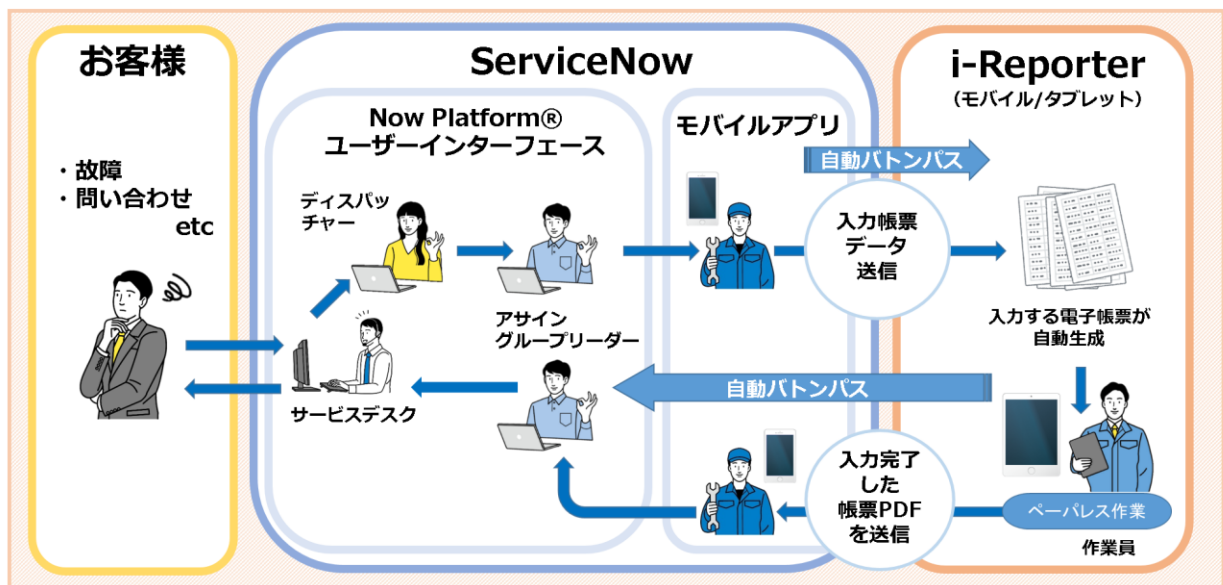 お客様
・故障
・問い合わせ
etc
ServiceNow
Now Platform®
ユーザーインターフェース
ディスパッ
チャー
アサイン
グループリーダー
サービスデスク
モバイルアプリ
自動バトンパス
入力帳票
データ
送信
i-Reporter
（モバイル/タブレット）
入力する電子帳票が
自動生成
自動バトンパス
入力完了
した
帳票PDF
を送信
ペーパレス作業
作業員